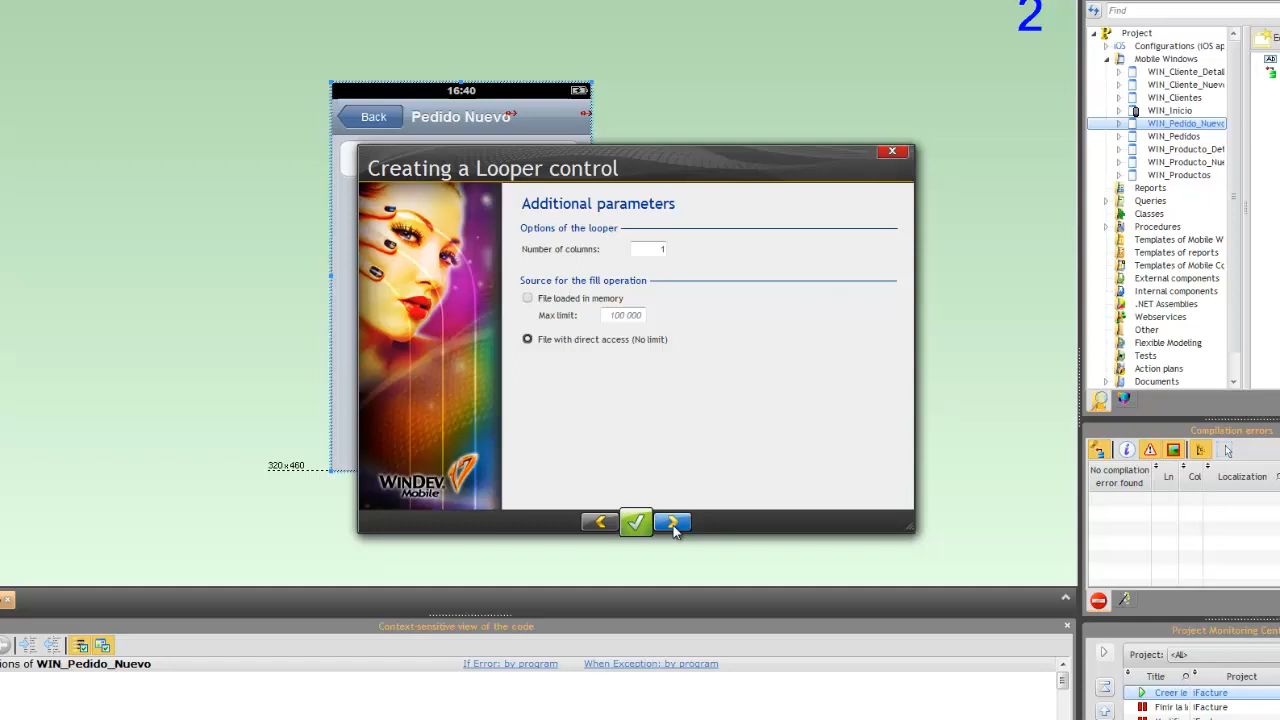 2
Find
Project
Configurations (iOS ap
Mobile Windows
WIN_Cliente_Detal
WIN_Cliente_Nuevo
WIN_Clientes
WIN_Inicio
WIN_Pedido_Nuevo
WIN_Pedidos
WIN_Producto_Det
WIN_Producto_Nue
WIN_Productos
Reports
Queries
Classes
Procedures
Templates of Mobile W
Templates of reports
Templates of Mobile Co
External components
Internal components
.NET Assemblies
Webservices
Other
Flexible Modeling
Tests
Action plans
Documents
16:40
Back
Pedido Nuevo
320x460
Creating a Looper control
Additional parameters
Options of the looper
Number of columns: 1
Source for the fill operation
File loaded in memory
Max limit: 100 000
File with direct access (No limit)
WINDEV. 17
Mobile
Compilation errors
No compilation
error found
Ln
Col
Localization
Context-sensitive view of the code
ions of WIN_Pedido_Nuevo
If Error: by program
When Exception: by program
Project Monitoring Cent
Project: <All>
Title
Project
Creer le iFacture
Finir la l iFacture